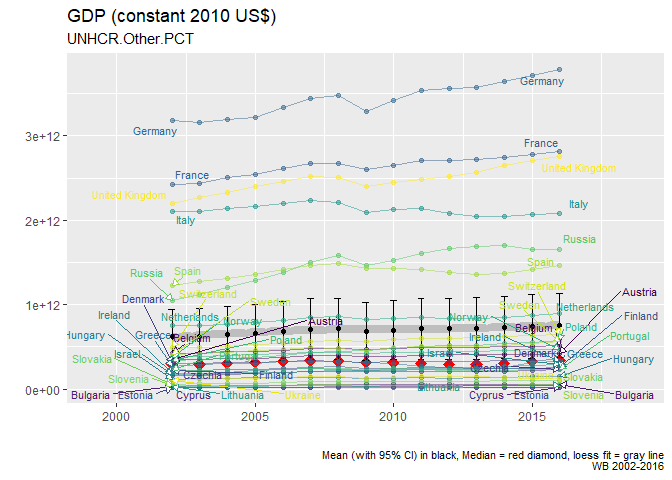 GDP (constant 2010 US$)
UNHCR.Other.PCT
3e+12
2e+12
1e+12
0e+00
Germany
Germany
France
France
United Kingdom
United Kingdom
Italy
Italy
Russia
Russia
Spain
Spain
Switzerland
Switzerland
Denmark
Sweden
Sweden
Austria
Ireland
Netherlands
Netherlands
Norway
Norway
Austria
Finland
Hungary
Greece
Belgium
Belgium
Poland
Poland
Ireland
Portugal
Israel
Portugal
Israel
Denmark
Greece
Slovakia
Hungary
Slovenia
Czechia
Finland
Czechia
Slovakia
Bulgaria
Estonia
Cyprus
Lithuania
Ukraine
Lithuania
Cyprus
Estonia
Slovenia
Bulgaria
2000
2005
2010
2015
Mean (with 95% CI) in black, Median = red diamond, loess fit = gray line
WB 2002-2016